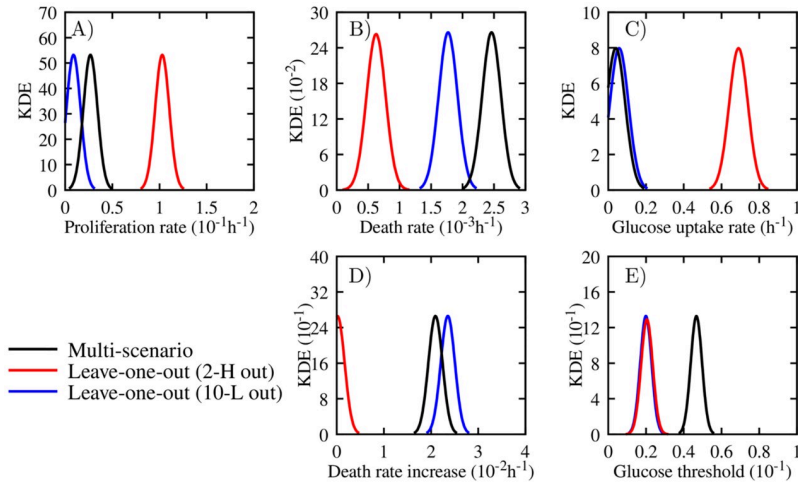 A)
KDE
70
60
50
40
30
20
10
0
0 0.5 1 1.5 2
Proliferation rate (10⁻¹h⁻¹)
B)
KDE (10⁻²)
30
24
18
12
6
0
0 0.5 1 1.5 2 2.5 3
Death rate (10⁻³h⁻¹)
C)
KDE
10
8
6
4
2
0
0 0.2 0.4 0.6 0.8 1
Glucose uptake rate (h⁻¹)
Multi-scenario
Leave-one-out (2-H out)
Leave-one-out (10-L out)
D)
KDE (10⁻¹)
40
32
24
16
8
0
0 1 2 3 4
Death rate increase (10⁻²h⁻¹)
E)
KDE (10⁻¹)
20
16
12
8
4
0
0 0.2 0.4 0.6 0.8 1
Glucose threshold (10⁻¹)